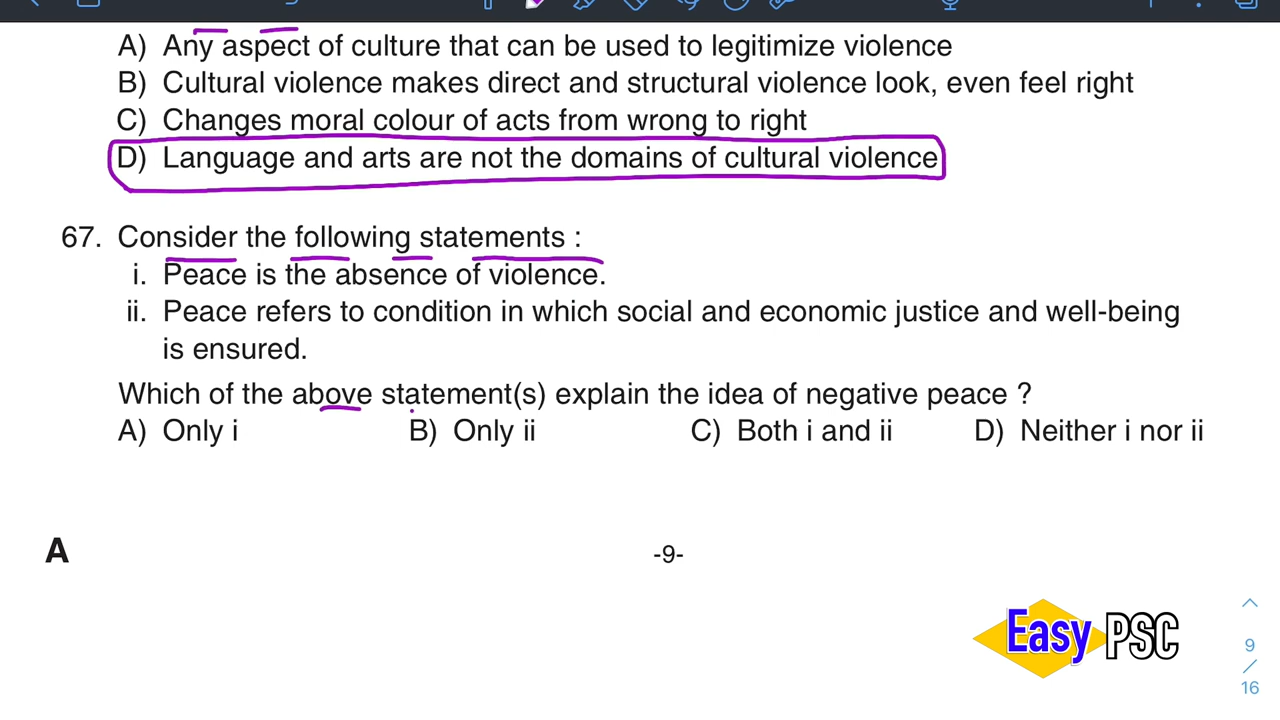 A) Any aspect of culture that can be used to legitimize violence
B) Cultural violence makes direct and structural violence look, even feel right
C) Changes moral colour of acts from wrong to right
D) Language and arts are not the domains of cultural violence
67. Consider the following statements :
i. Peace is the absence of violence.
ii. Peace refers to condition in which social and economic justice and well-being
is ensured.
Which of the above statement(s) explain the idea of negative peace ?
A) Only i B) Only ii C) Both i and ii D) Neither i nor ii
A -9-
Easy PSC
9
/
16